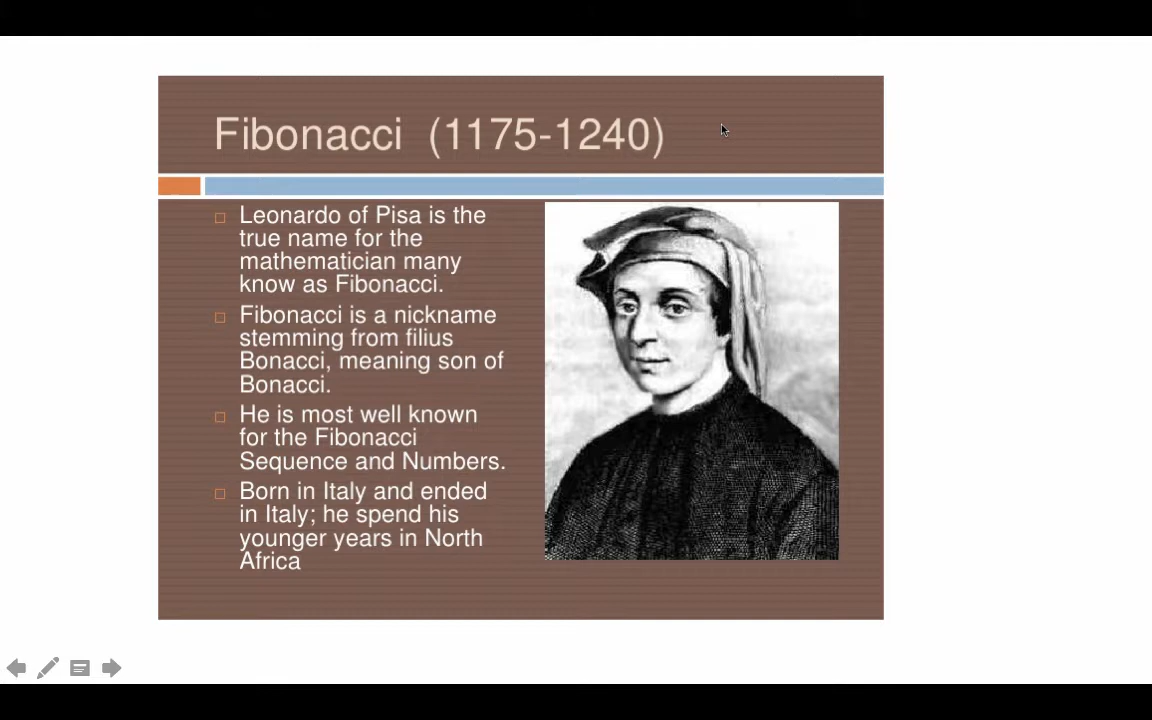 Fibonacci (1175-1240)
Leonardo of Pisa is the
true name for the
mathematician many
know as Fibonacci.
Fibonacci is a nickname
stemming from filius
Bonacci, meaning son of
Bonacci.
He is most well known
for the Fibonacci
Sequence and Numbers.
Born in Italy and ended
in Italy; he spend his
younger years in North
Africa